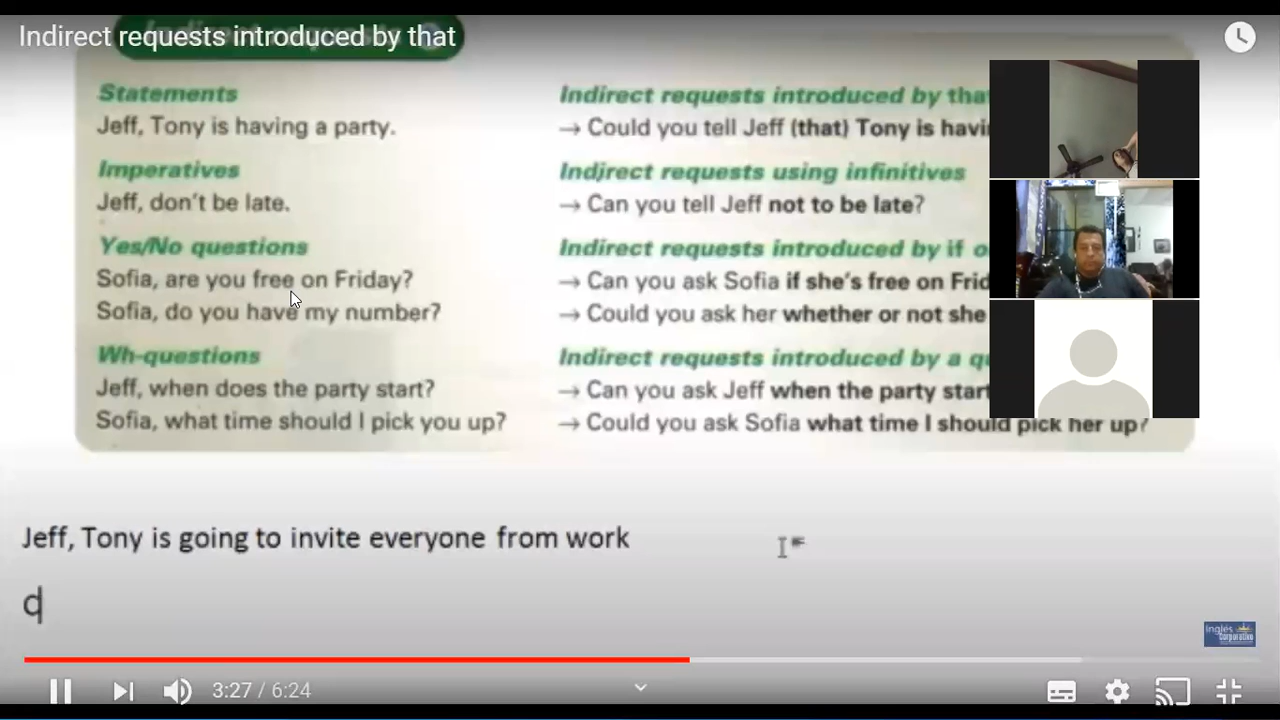 Indirect requests introduced by that
Statements
Indirect requests introduced by tha
Jeff, Tony is having a party.
→ Could you tell Jeff (that) Tony is havi
Imperatives
Indirect requests using infinitives
Jeff, don't be late.
→ Can you tell Jeff not to be late?
Yes/No questions
Indirect requests introduced by if o
Sofia, are you free on Friday?
→ Can you ask Sofia if she's free on Frid
Sofia, do you have my number?
→ Could you ask her whether or not she
Wh-questions
Indirect requests introduced by a qu
Jeff, when does the party start?
→ Can you ask Jeff when the party start
Sofia, what time should I pick you up?
→ Could you ask Sofia what time I should pick her up?
Jeff, Tony is going to invite everyone from work
d
Inglés
Corporativo
3:27 / 6:24